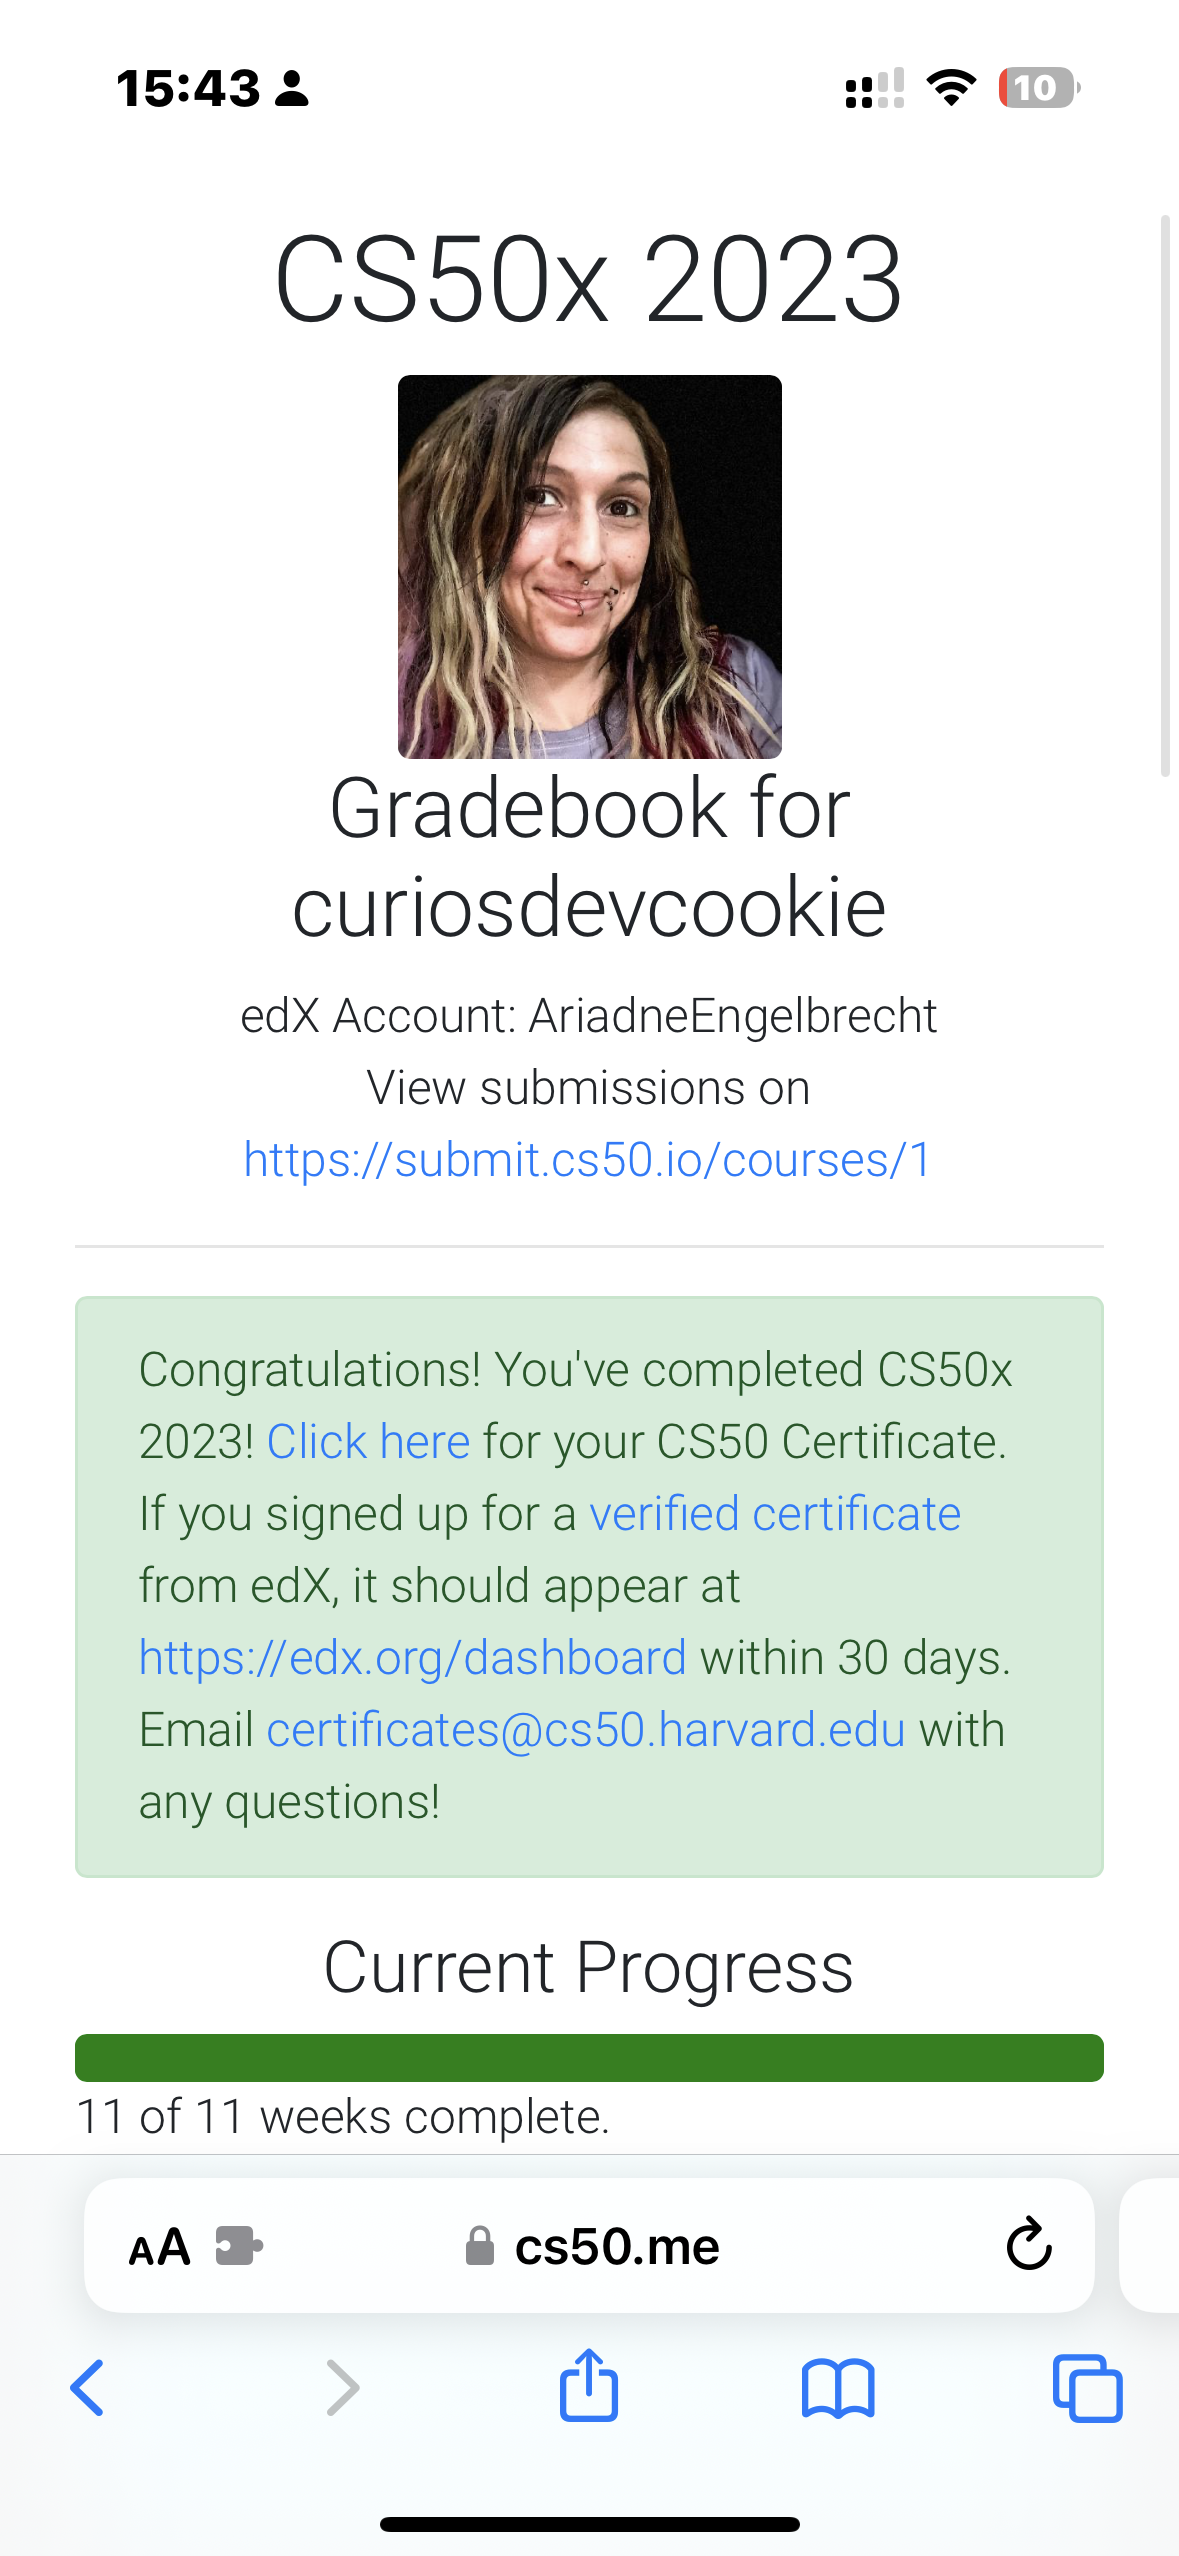 15:43
10
CS50x 2023
Gradebook for
curiosdevcookie
edX Account: AriadneEngelbrecht
View submissions on
https://submit.cs50.io/courses/1
Congratulations! You've completed CS50x
2023! Click here for your CS50 Certificate.
If you signed up for a verified certificate
from edX, it should appear at
https://edx.org/dashboard within 30 days.
Email certificates@cs50.harvard.edu with
any questions!
Current Progress
11 of 11 weeks complete.
AA
cs50.me